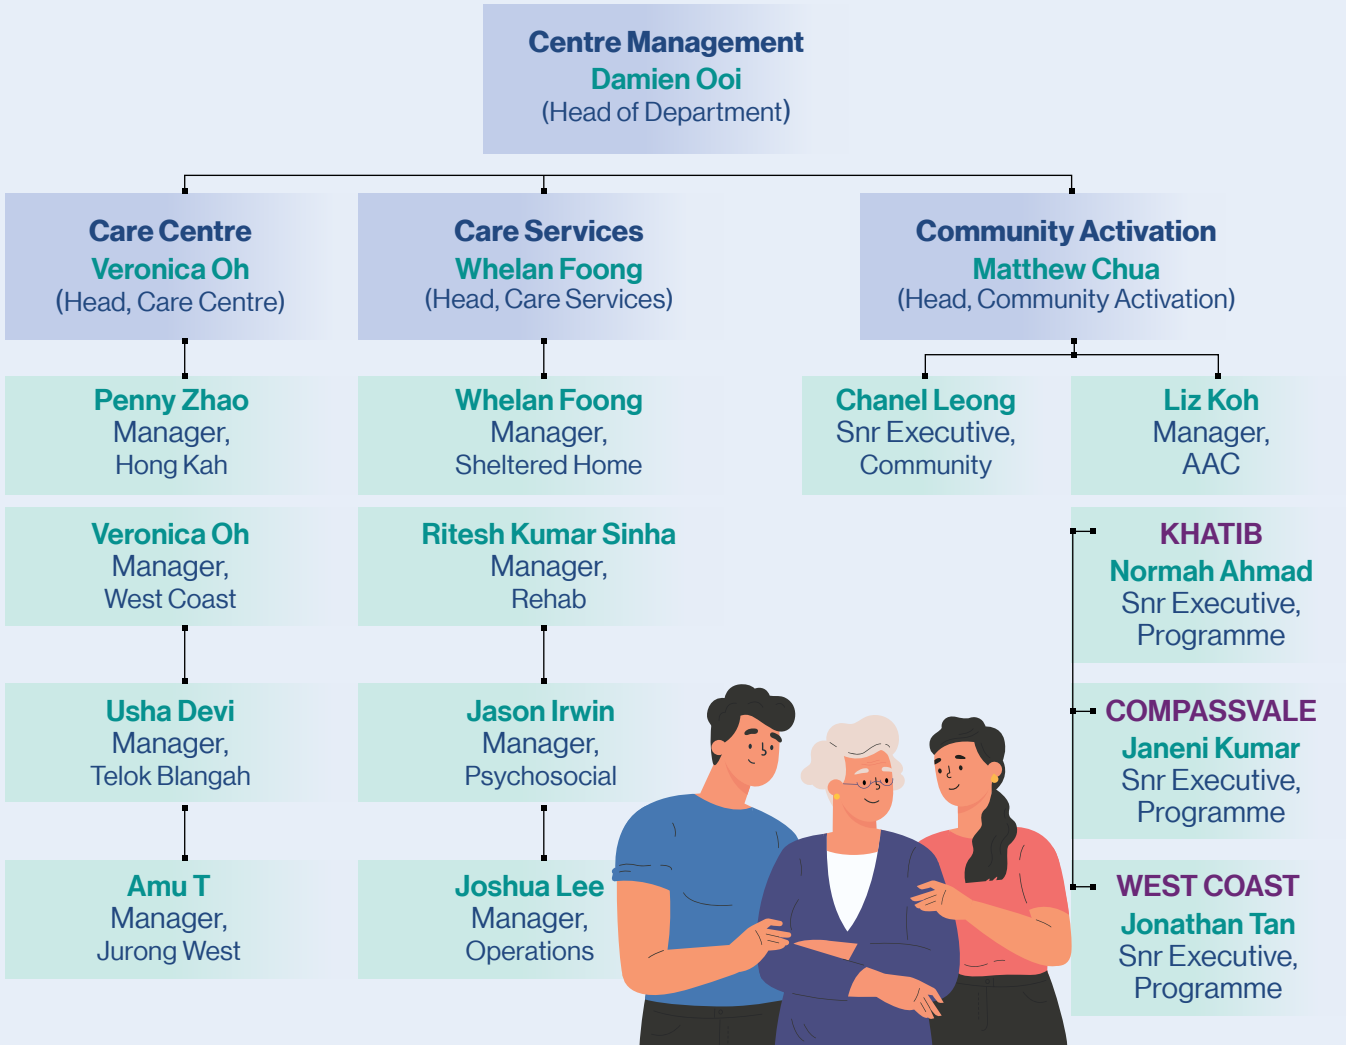 Centre Management
Damien Ooi
(Head of Department)
Care Centre
Veronica Oh
(Head, Care Centre)
Care Services
Whelan Foong
(Head, Care Services)
Community Activation
Matthew Chua
(Head, Community Activation)
Penny Zhao
Manager,
Hong Kah
Veronica Oh
Manager,
West Coast
Usha Devi
Manager,
Telok Blangah
Amu T
Manager,
Jurong West
Whelan Foong
Manager,
Sheltered Home
Ritesh Kumar Sinha
Manager,
Rehab
Jason Irwin
Manager,
Psychosocial
Joshua Lee
Manager,
Operations
Chanel Leong
Snr Executive,
Community
Liz Koh
Manager,
AAC
KHATIB
Normah Ahmad
Snr Executive,
Programme
COMPASSVALE
Janeni Kumar
Snr Executive,
Programme
WEST COAST
Jonathan Tan
Snr Executive,
Programme